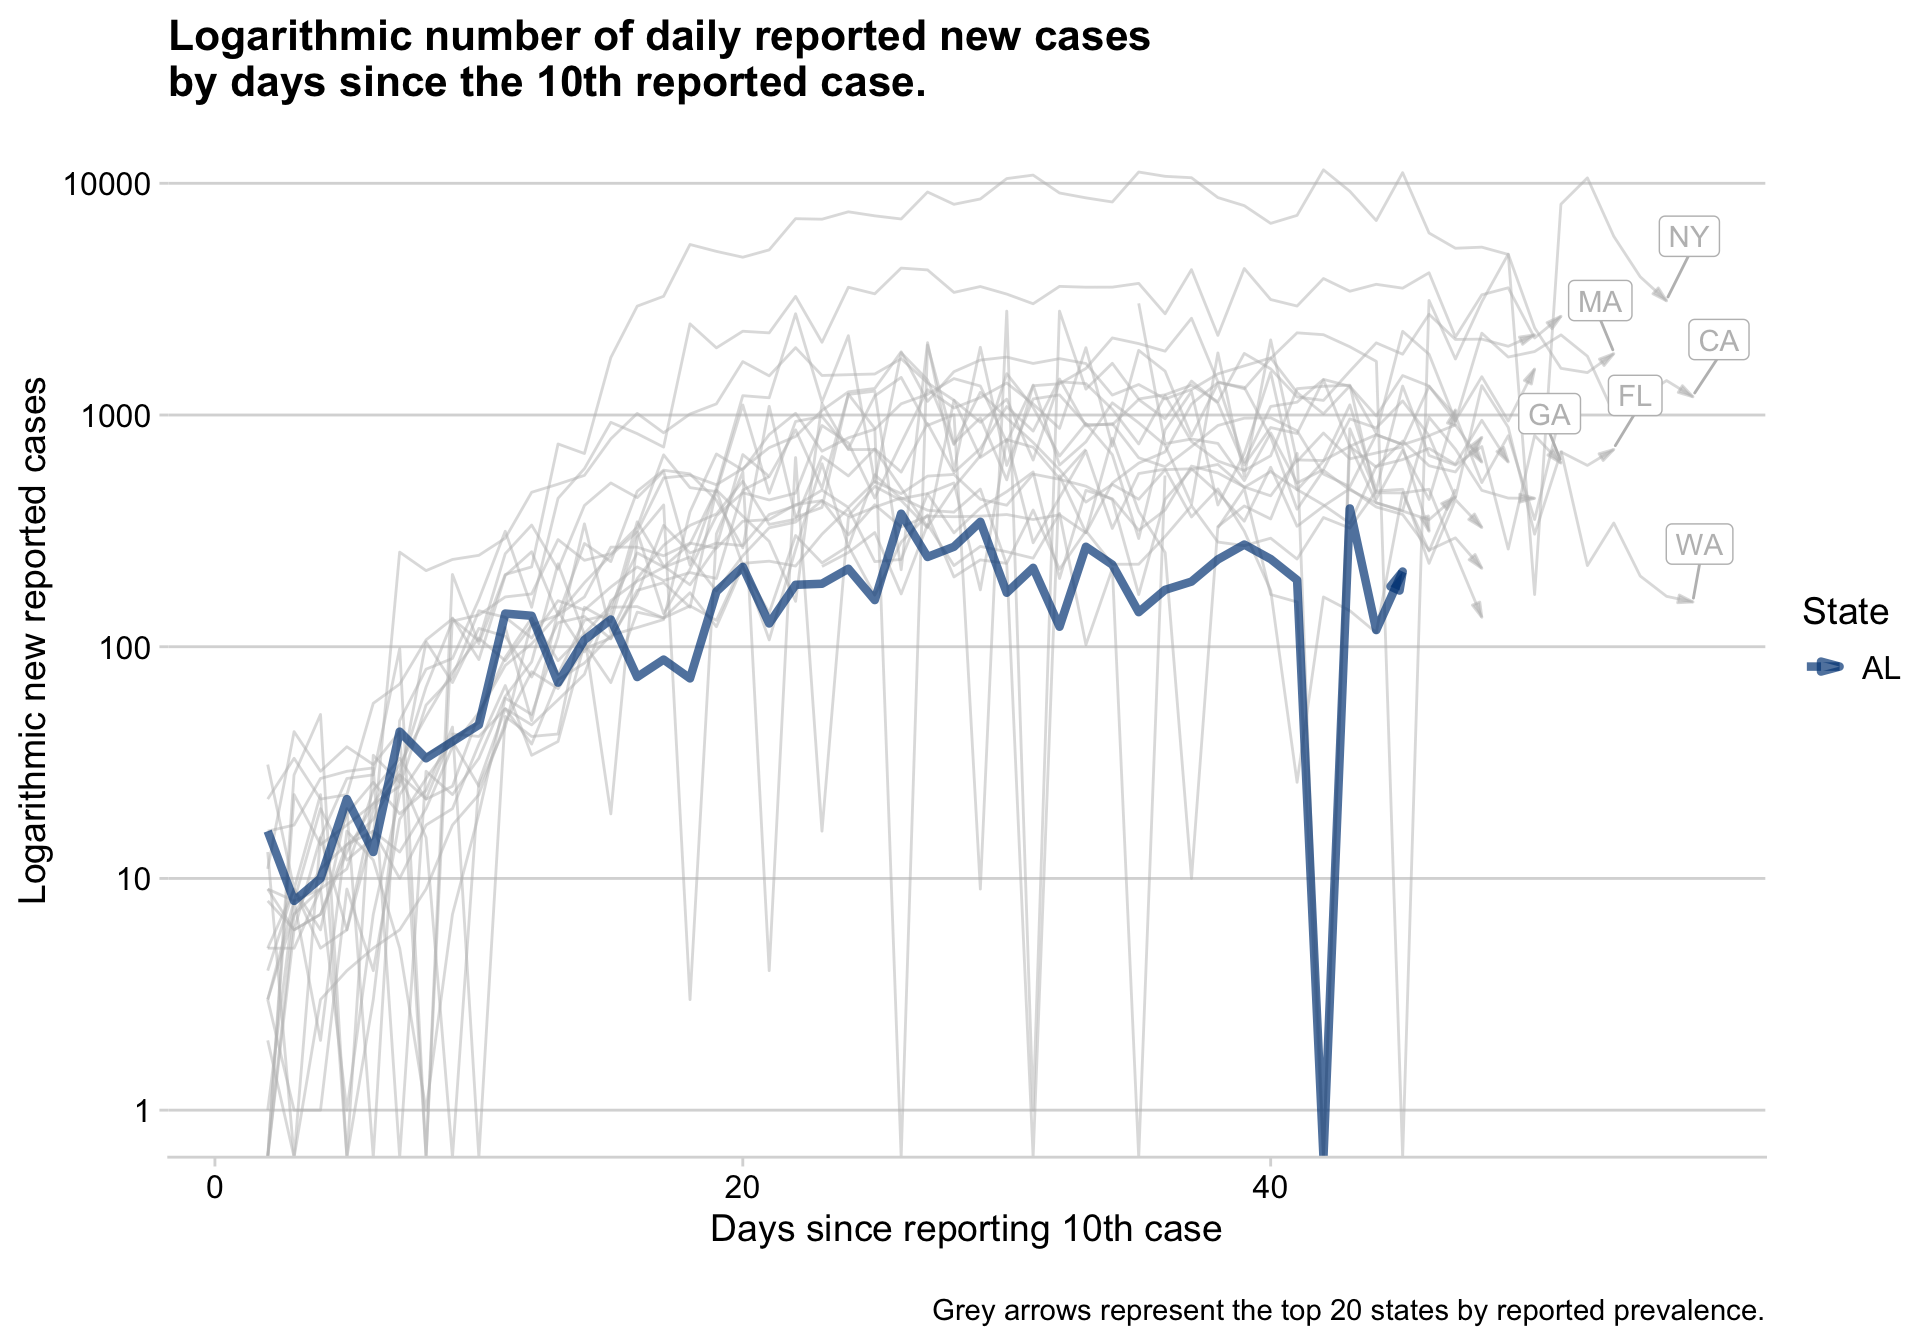 Logarithmic number of daily reported new cases
by days since the 10th reported case.
Logarithmic new reported cases
10000
1000
100
10
1
NY
MA
CA
FL
GA
WA
State
AL
0
20
40
Days since reporting 10th case
Grey arrows represent the top 20 states by reported prevalence.